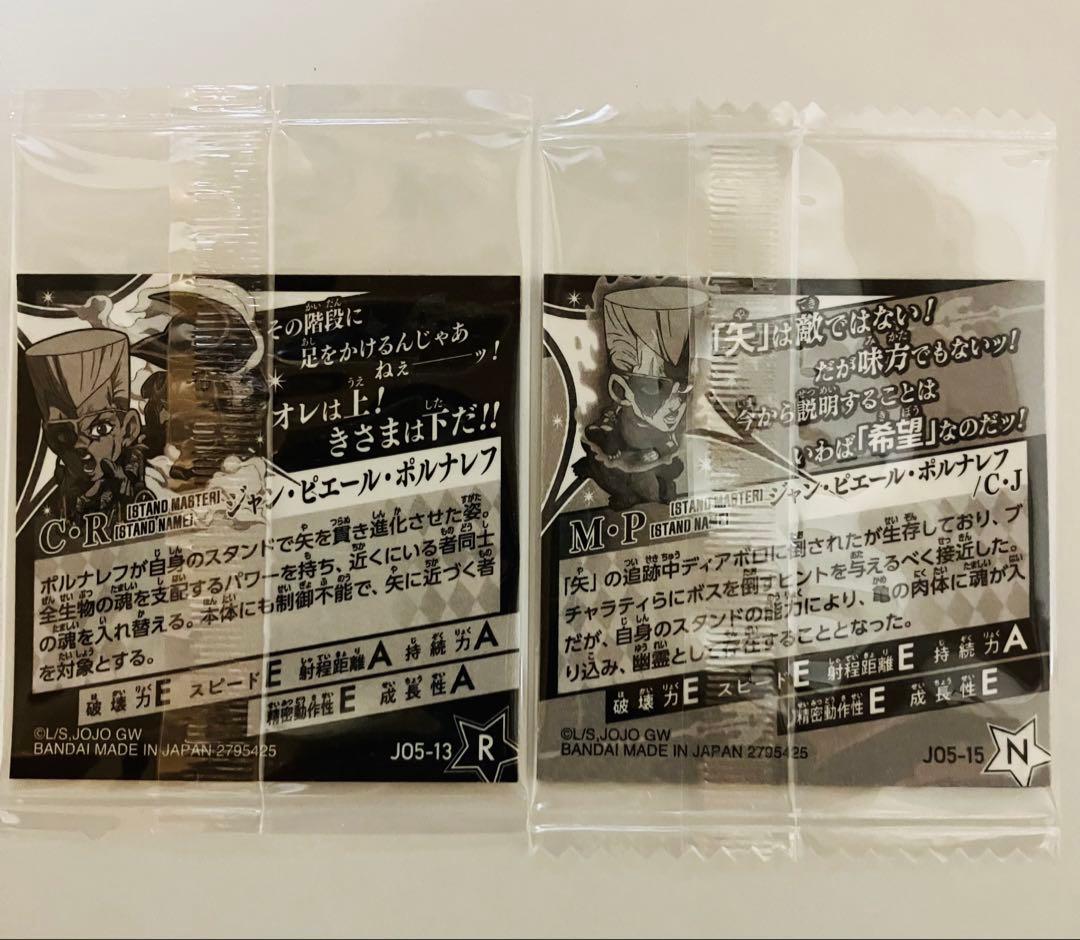 その階段に
足をかけるんじゃあ
ねぇ――ッ!
オレは上!
きさまは下だ!!
[STAND MASTER] ジャン・ピエール・ポルナレフ
C・R [STAND NAME]
ポルナレフが自身のスタンドで矢を貫き進化させた姿。
全生物の魂を支配するパワーを持ち、近くにいる者同士
の魂を入れ替える。本体にも制御不能で、矢に近づく者
を対象とする。
破壊力E スピードE 射程距離A 持続力A
精密動作性E 成長性A
©L/S,JOJO GW
BANDAI MADE IN JAPAN 2795425
JO5-13 R
「矢」は敵ではない!
だが味方でもないッ!
今から説明することは
いわば「希望」なのだッ!
[STAND MASTER] ジャン・ピエール・ポルナレフ
/C・J
M・P [STAND NAME]
「矢」の追跡中ディアボロに倒されたが生存しており、ブ
チャラティらにボスを倒すヒントを与えるべく接近した。
だが、自身のスタンドの能力により、亀の肉体に魂が入
り込み、幽霊として存在することとなった。
破壊力E スピードE 射程距離E 持続力A
精密動作性E 成長性E
©L/S,JOJO GW
BANDAI MADE IN JAPAN 2795425
JO5-15 N